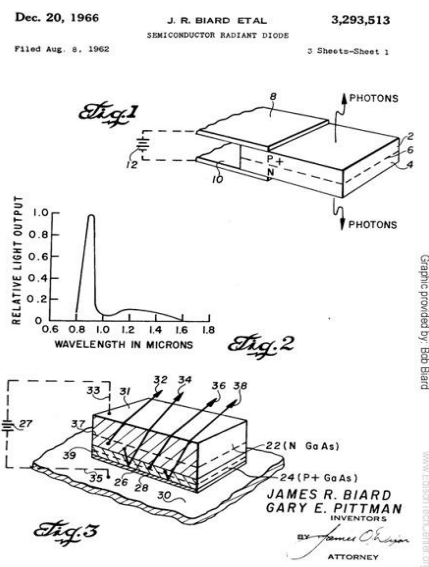 Dec. 20, 1966
J. R. BIARD ETAL
3,293,513
SEMICONDUCTOR RADIANT DIODE
Filed Aug. 8, 1962
3 Sheets-Sheet 1
Fig.1
8
PHOTONS
12
10
P+
N
2
6
4
PHOTONS
RELATIVE LIGHT OUTPUT
1.0
0.8
0.6
0.4
0.2
0
0.6 0.8 1.0 1.2 1.4 1.6 1.8
WAVELENGTH IN MICRONS
Fig.2
Graphic provided by: Bob Biard
32 34 36 38
33 31
27
37
39
35
26
28
30
22(N GaAs)
24(P+GaAs)
JAMES R. BIARD
GARY E. PITTMAN
INVENTORS
BY
ATTORNEY
Fig.3